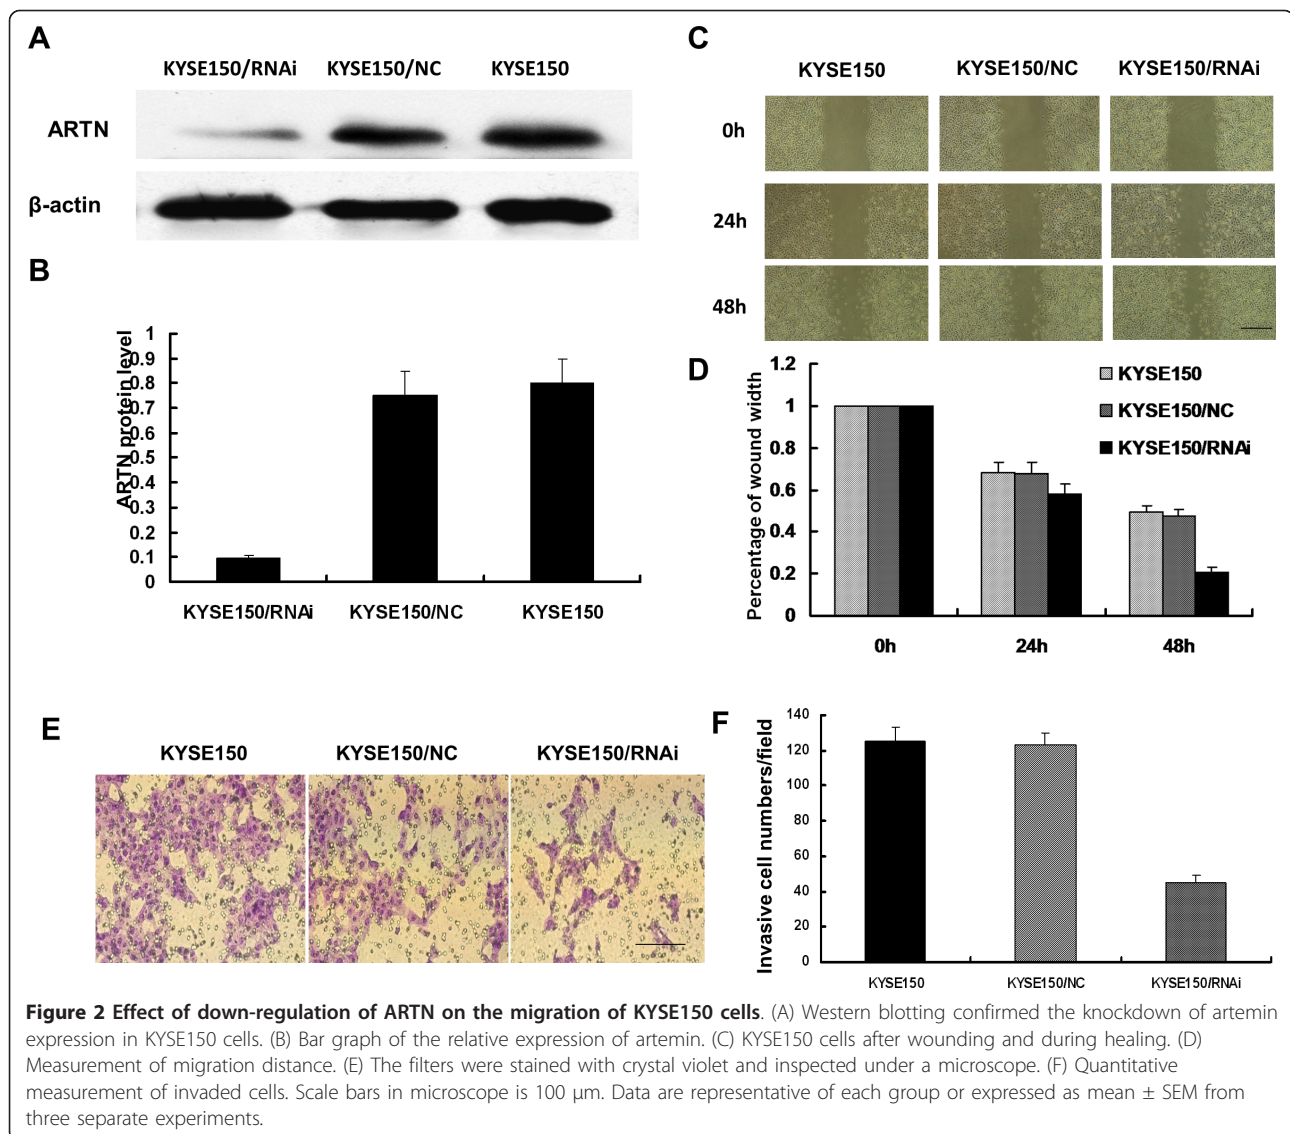 A
KYSE150/RNAi KYSE150/NC KYSE150
ARTN
β-actin
B
ARTN protein level
1
0.9
0.8
0.7
0.6
0.5
0.4
0.3
0.2
0.1
0
KYSE150/RNAi KYSE150/NC KYSE150
C
KYSE150 KYSE150/NC KYSE150/RNAi
0h
24h
48h
D
Percentage of wound width
1.2
1
0.8
0.6
0.4
0.2
0
KYSE150
KYSE150/NC
KYSE150/RNAi
0h 24h 48h
E
KYSE150 KYSE150/NC KYSE150/RNAi
F
Invasive cell numbers/field
140
120
100
80
60
40
20
0
KYSE150 KYSE150/NC KYSE150/RNAi
Figure 2 Effect of down-regulation of ARTN on the migration of KYSE150 cells. (A) Western blotting confirmed the knockdown of artemin
expression in KYSE150 cells. (B) Bar graph of the relative expression of artemin. (C) KYSE150 cells after wounding and during healing. (D)
Measurement of migration distance. (E) The filters were stained with crystal violet and inspected under a microscope. (F) Quantitative
measurement of invaded cells. Scale bars in microscope is 100 μm. Data are representative of each group or expressed as mean ± SEM from
three separate experiments.